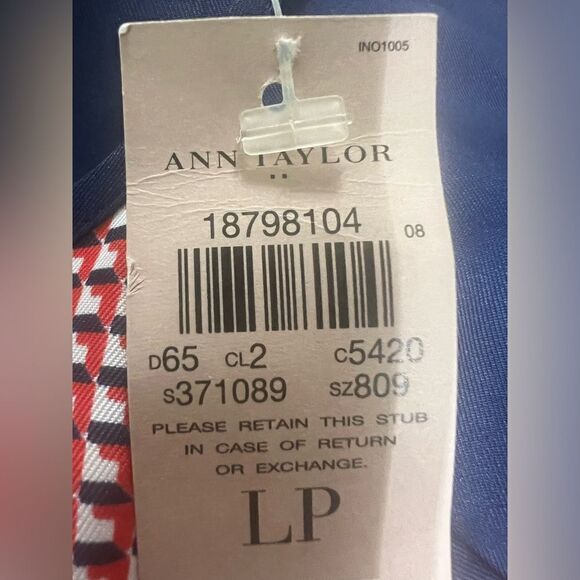 INO1005
ANN TAYLOR
18798104 08
D65 CL2 C5420
S371089 SZ809
PLEASE RETAIN THIS STUB
IN CASE OF RETURN
OR EXCHANGE.
LP